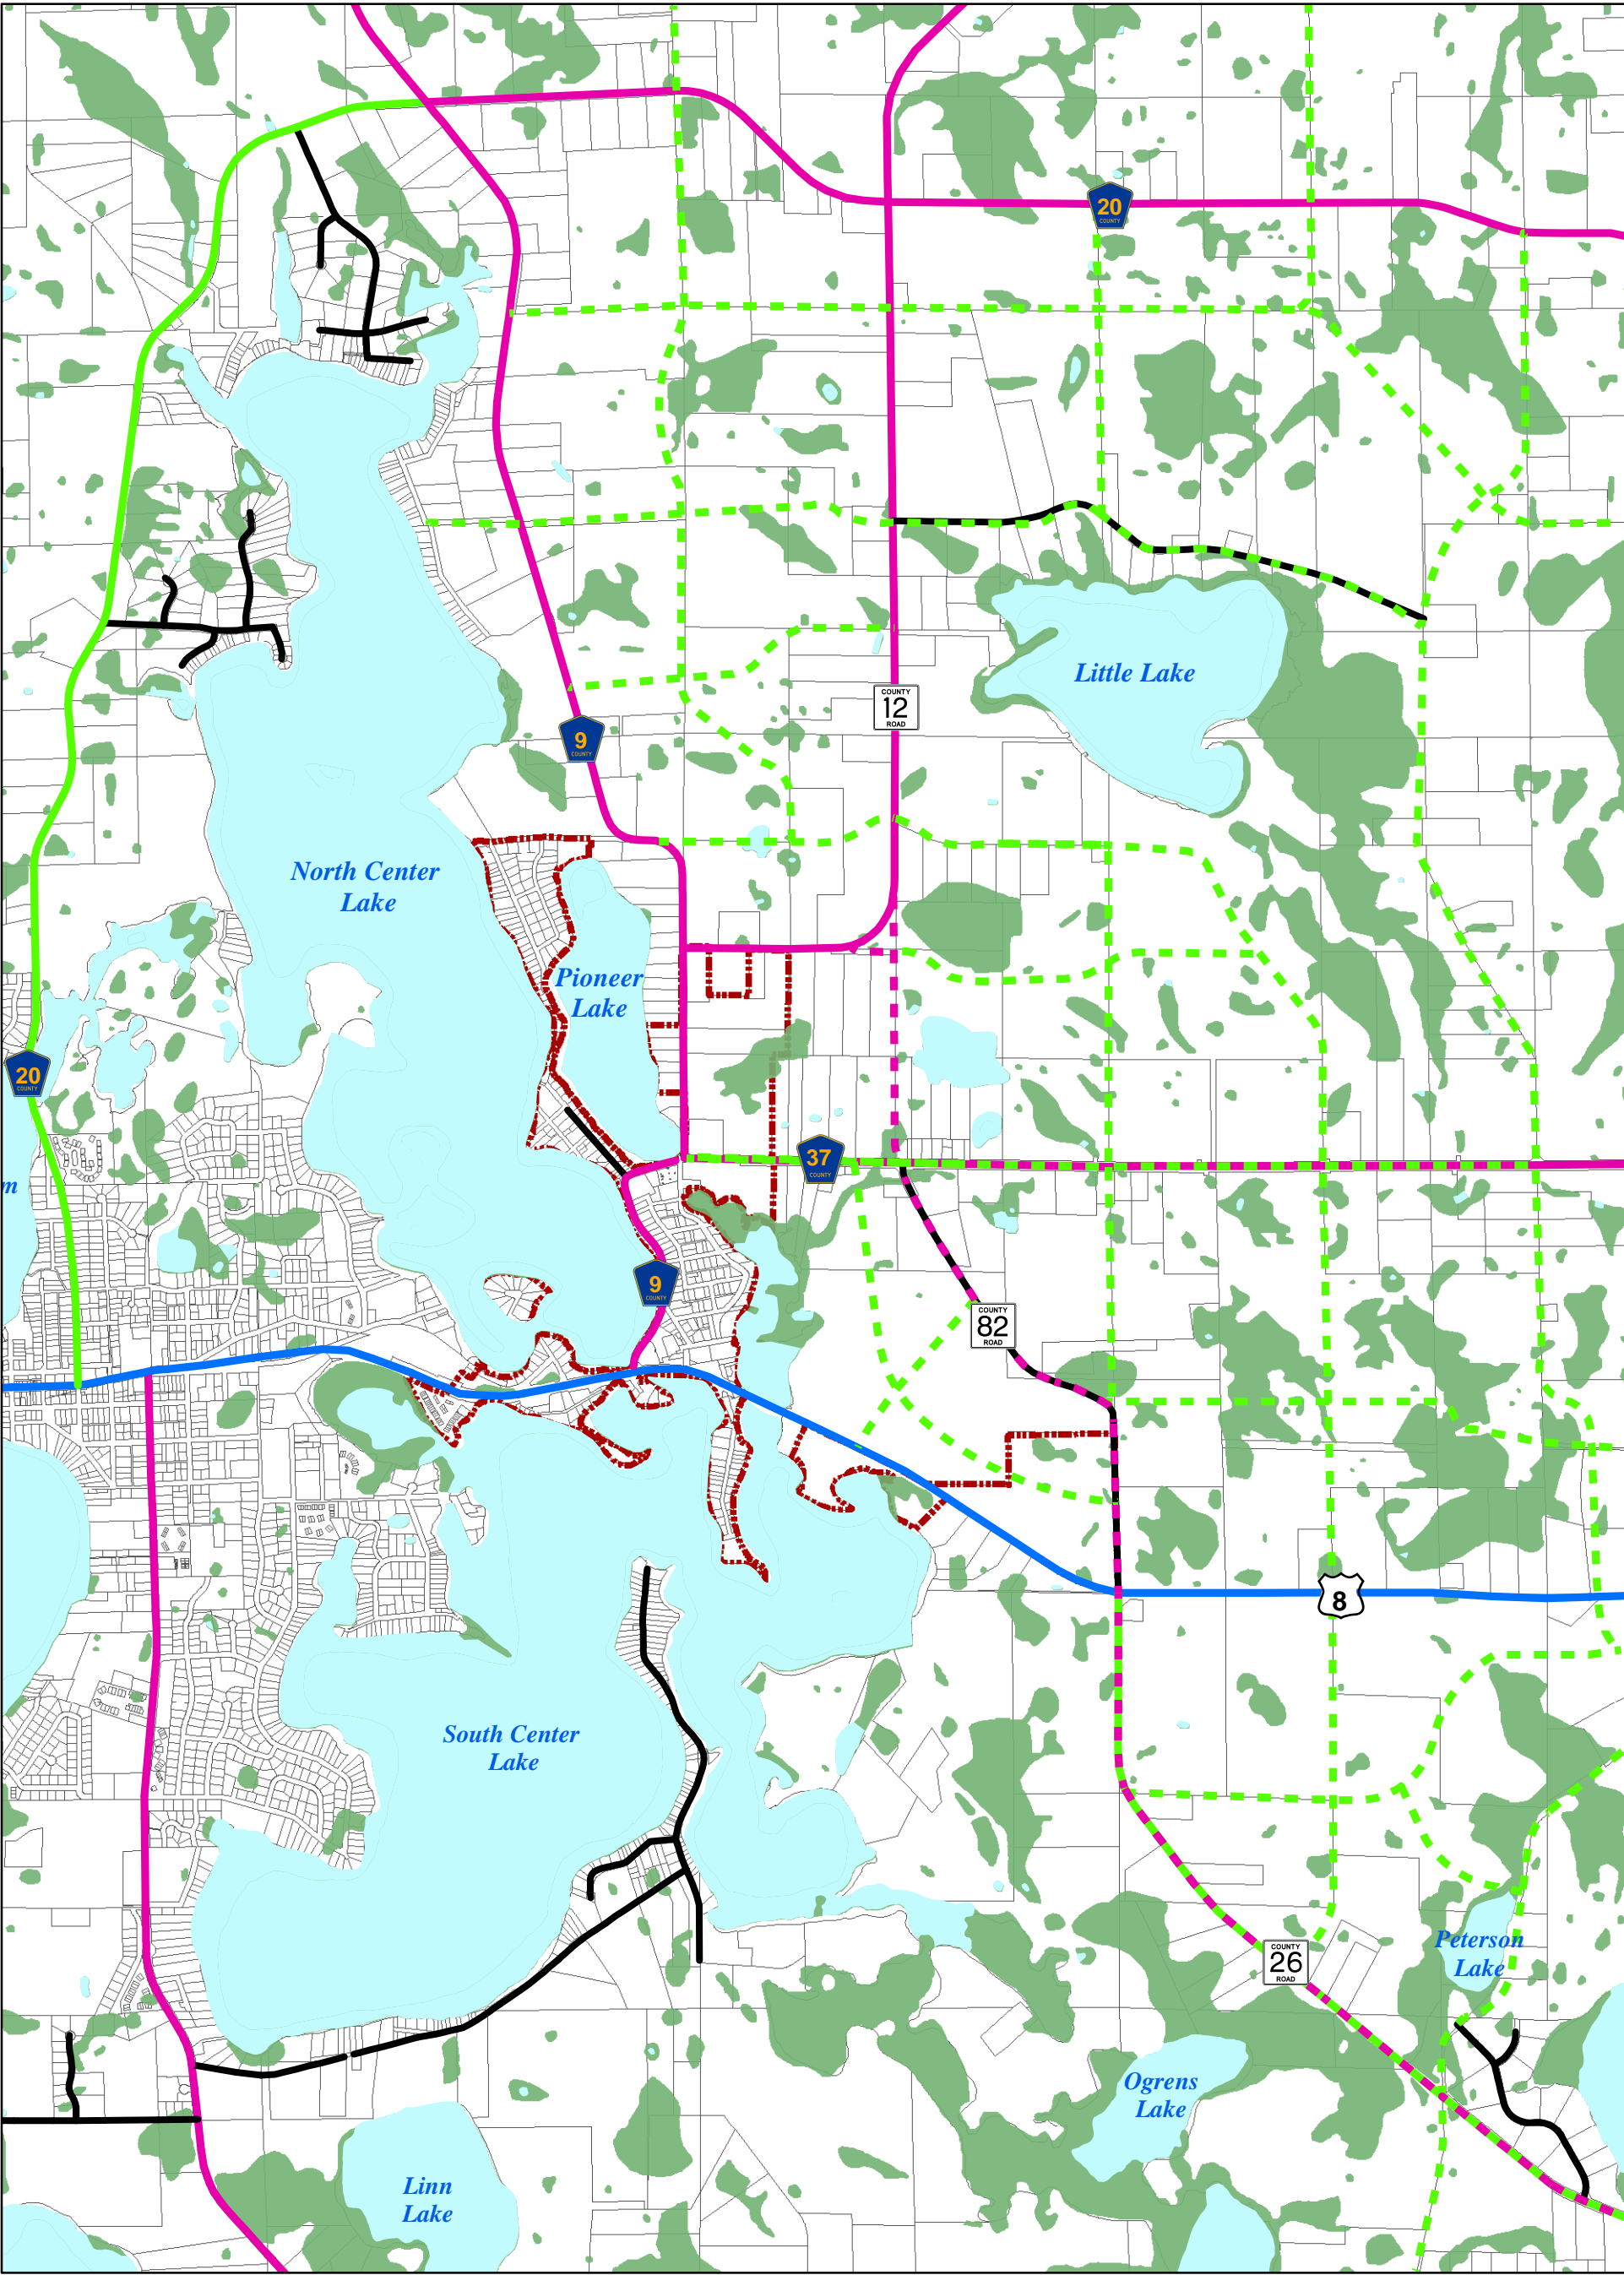 20
COUNTY
Little Lake
COUNTY
12
ROAD
9
COUNTY
North Center
Lake
Pioneer
Lake
20
COUNTY
37
COUNTY
m
9
COUNTY
COUNTY
82
ROAD
8
South Center
Lake
COUNTY
26
ROAD
Peterson
Lake
Ogrens
Lake
Linn
Lake